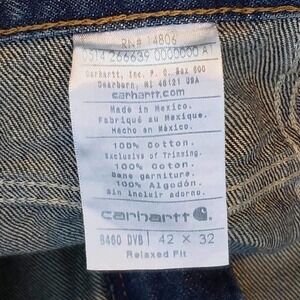 RN# 14806
US14 266639 0000000 A1
Carhartt, Inc. P. O. Box 600
Dearborn, MI 48121 USA
carhartt.com
Made in Mexico.
Fabriqué au Mexique.
Hecho en México.
100% Cotton.
Exclusive of Trimming.
100% Coton.
Sans garniture.
100% Algodón.
Sin incluir adorno.
carhartt
B460 DVB 42 X 32
Relaxed Fit